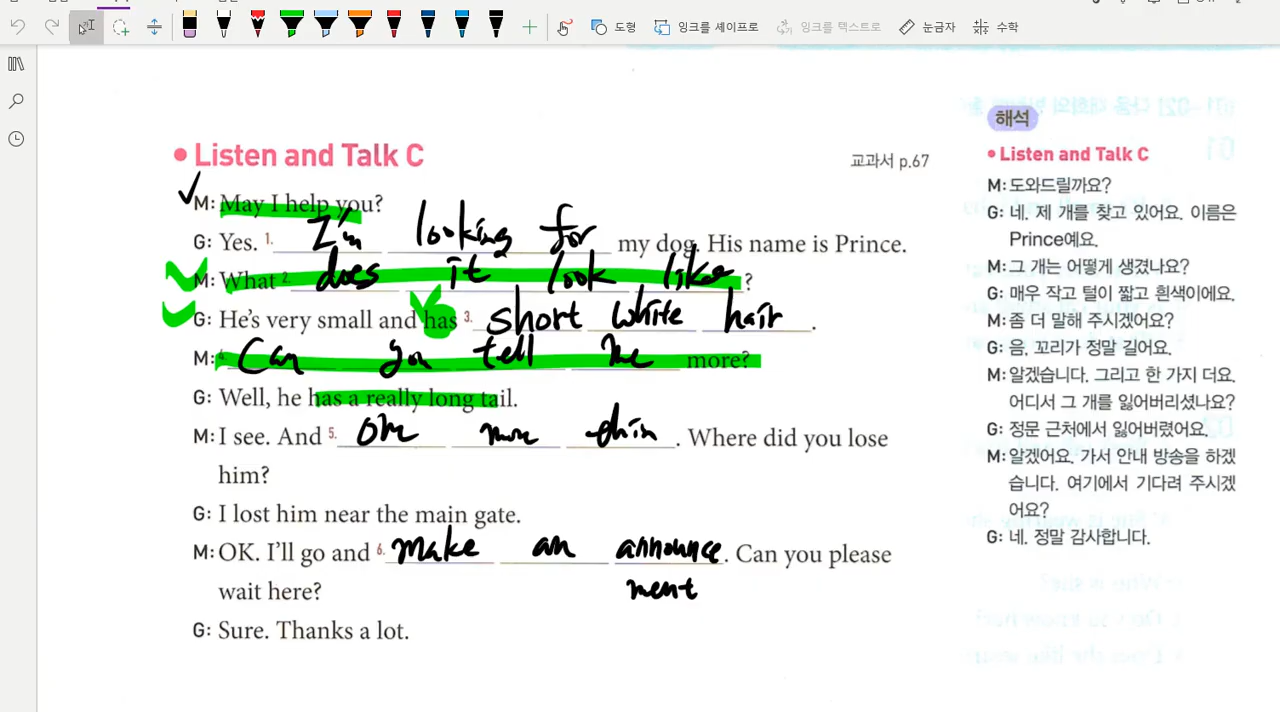 도형
잉크를 셰이프로
잉크를 텍스트로
눈금자
수학
• Listen and Talk C
교과서 p.67
M: May I help you?
G: Yes. 1. I'm looking for my dog. His name is Prince.
M: What 2. does it look like?
G: He's very small and has 3. short white hair.
M: 4. Can you tell me more?
G: Well, he has a really long tail.
M: I see. And 5. one more thin. Where did you lose
him?
G: I lost him near the main gate.
M: OK. I'll go and 6. make an announce. Can you please
ment
wait here?
G: Sure. Thanks a lot.
해석
• Listen and Talk C
M: 도와드릴까요?
G: 네. 제 개를 찾고 있어요. 이름은
Prince예요.
M: 그 개는 어떻게 생겼나요?
G: 매우 작고 털이 짧고 흰색이에요.
M: 좀 더 말해 주시겠어요?
G: 음, 꼬리가 정말 길어요.
M: 알겠습니다. 그리고 한 가지 더요.
어디서 그 개를 잃어버리셨나요?
G: 정문 근처에서 잃어버렸어요.
M: 알겠어요. 가서 안내 방송을 하겠
습니다. 여기에서 기다려 주시겠
어요?
G: 네. 정말 감사합니다.